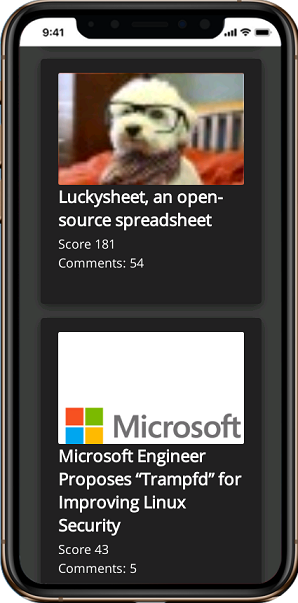 9:41
Luckysheet, an open-
source spreadsheet
Score 181
Comments: 54
Microsoft
Microsoft Engineer
Proposes “Trampfd” for
Improving Linux
Security
Score 43
Comments: 5